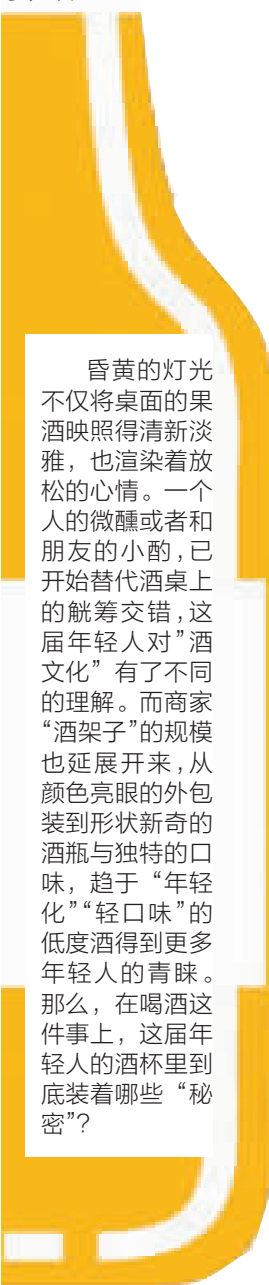 昏黄的灯光
不仅将桌面的果
酒映照得清新淡
雅，也渲染着放
松的心情。一个
人的微醺或者和
朋友的小酌，已
开始替代酒桌上
的觥筹交错，这
届年轻人对”酒
文化”有了不同
的理解。而商家
“酒架子”的规模
也延展开来，从
颜色亮眼的外包
装到形状新奇的
酒瓶与独特的口
味，趋于“年轻
化”“轻口味”的
低度酒得到更多
年轻人的青睐。
那么，在喝酒这
件事上，这届年
轻人的酒杯里到
底装着哪些“秘
密”？